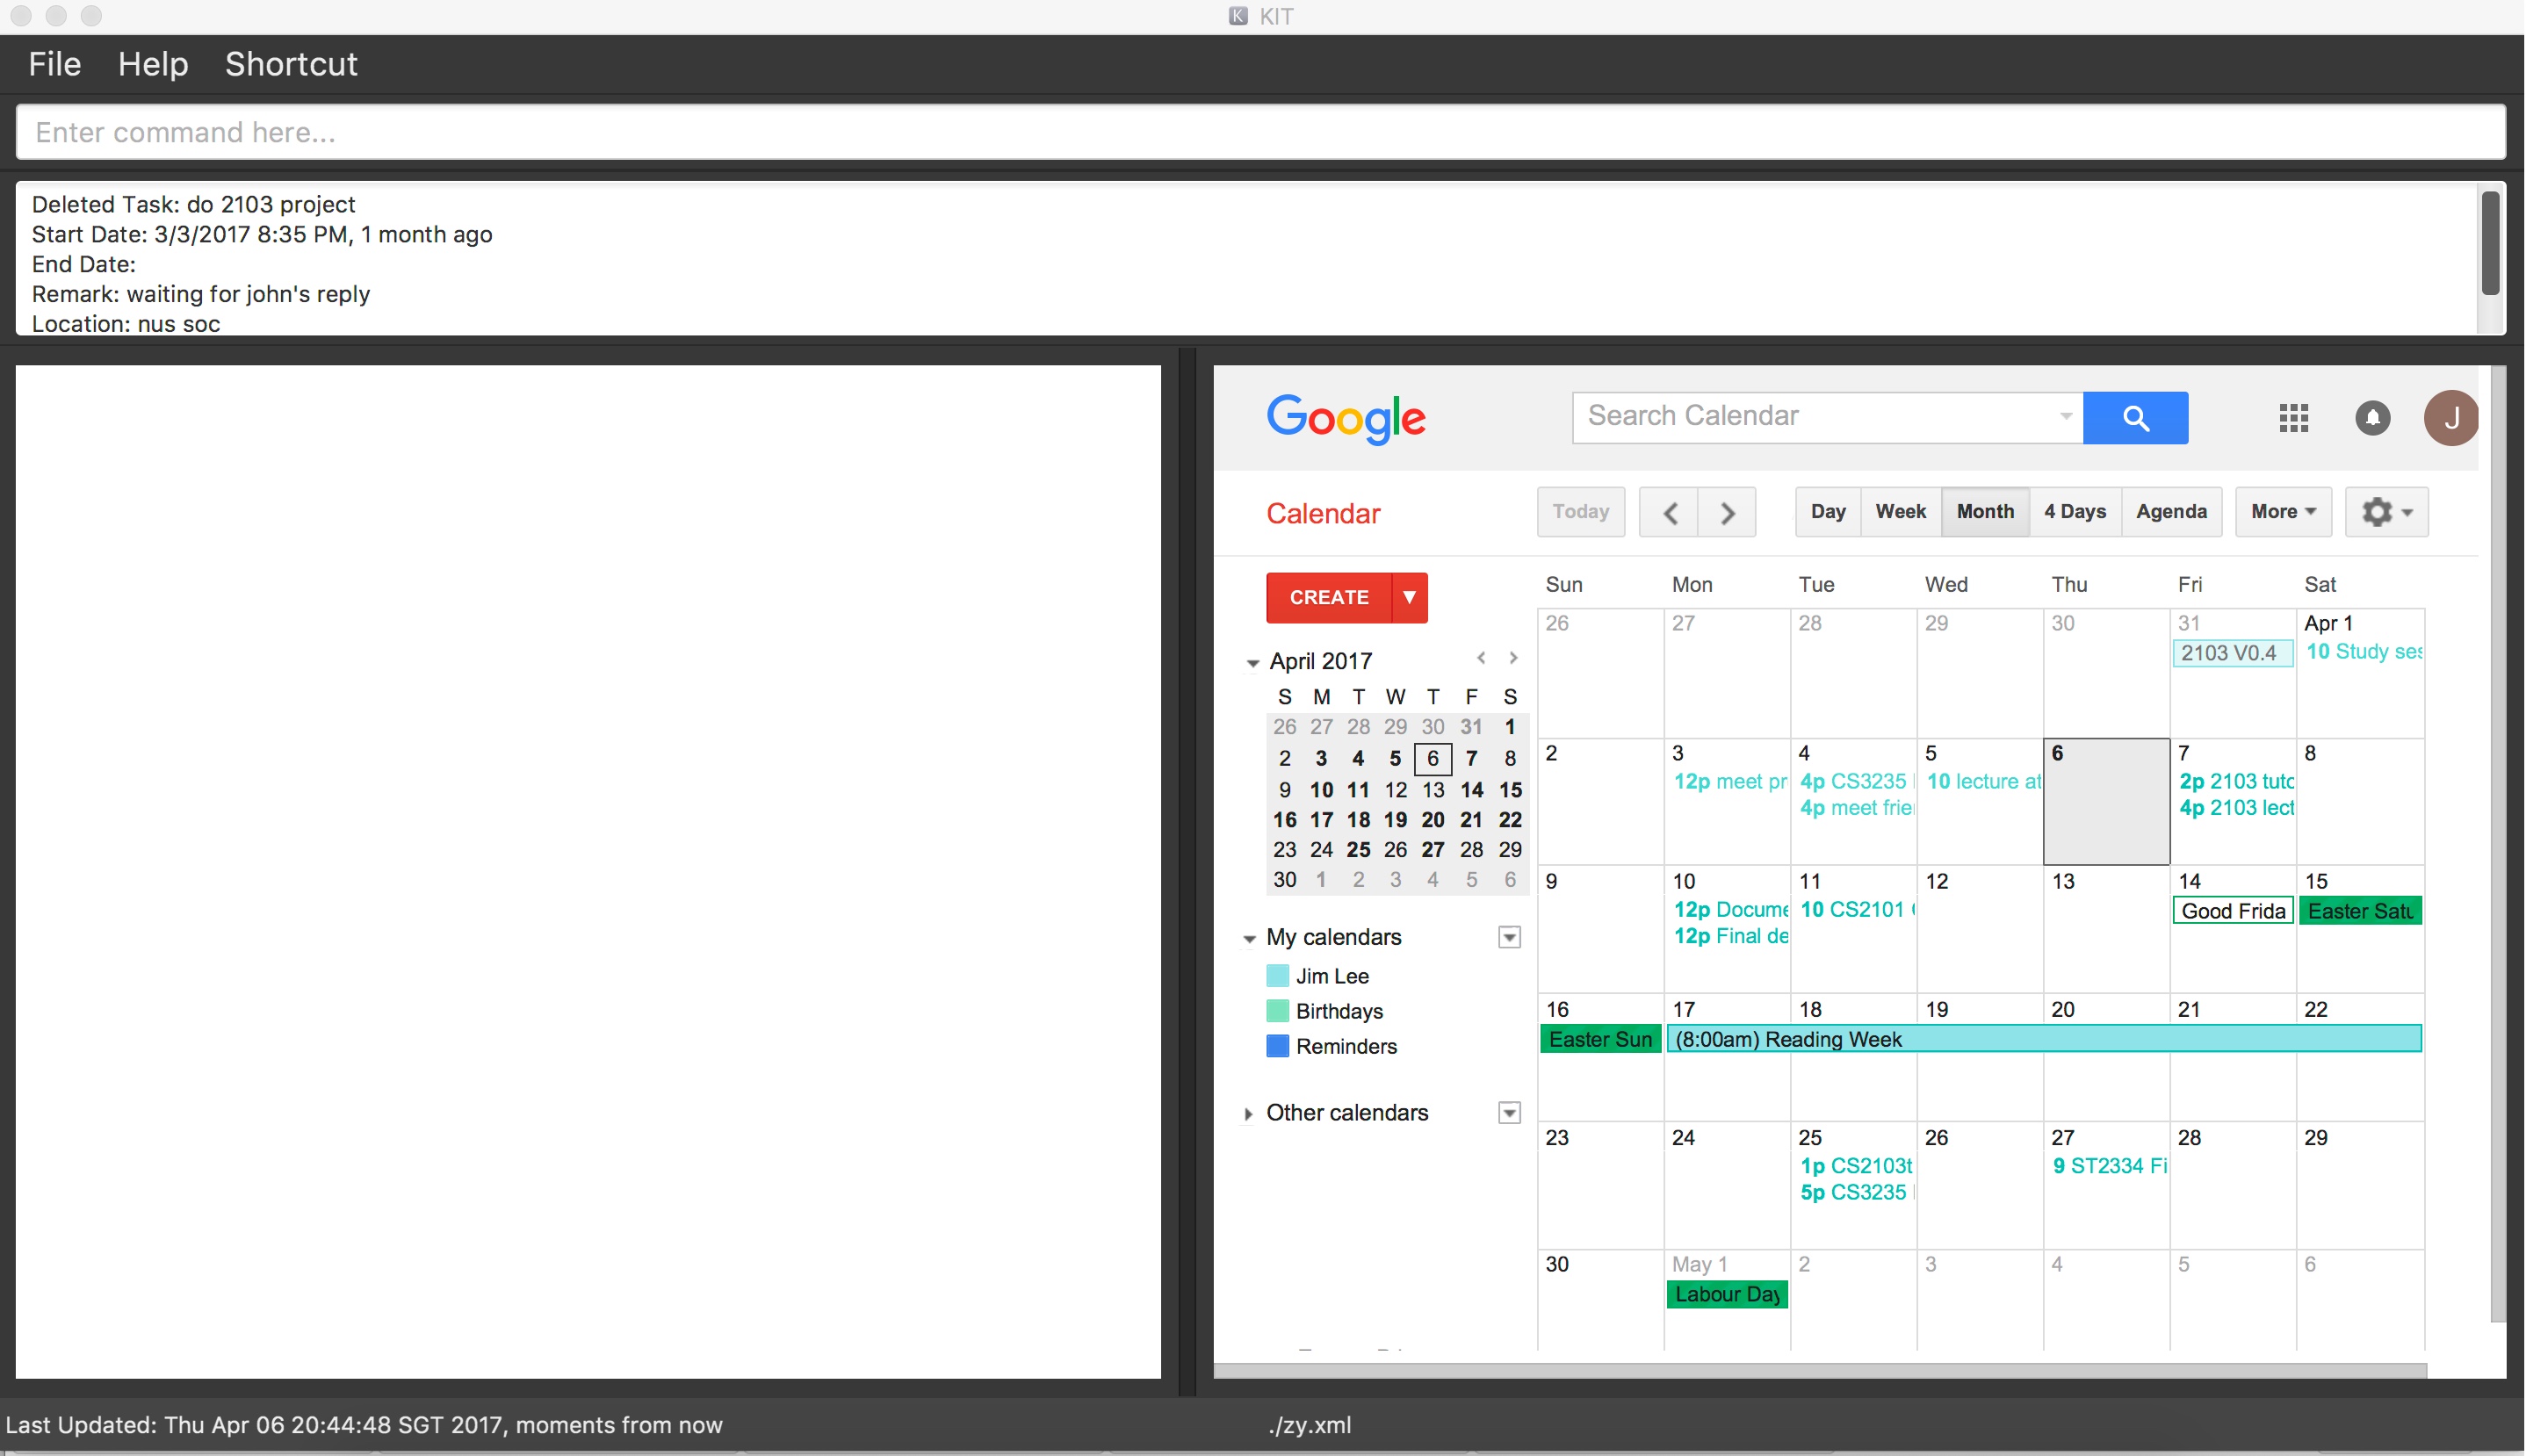 KIT
File Help Shortcut
Enter command here...
Deleted Task: do 2103 project
Start Date: 3/3/2017 8:35 PM, 1 month ago
End Date:
Remark: waiting for john's reply
Location: nus soc
Google
Search Calendar
J
Calendar
Today
Day Week Month 4 Days Agenda More
CREATE
April 2017
S M T W T F S
26 27 28 29 30 31 1
2 3 4 5 6 7 8
9 10 11 12 13 14 15
16 17 18 19 20 21 22
23 24 25 26 27 28 29
30 1 2 3 4 5 6
My calendars
Jim Lee
Birthdays
Reminders
Other calendars
Sun Mon Tue Wed Thu Fri Sat
26 27 28 29 30 31 Apr 1
2103 V0.4 10 Study ses
2 3 4 5 6 7 8
12p meet pr 4p CS3235 10 lecture at 2p 2103 tuto
4p meet frie 4p 2103 lect
9 10 11 12 13 14 15
12p Docume 10 CS2101 Good Frida Easter Satu
12p Final de
16 17 18 19 20 21 22
Easter Sun (8:00am) Reading Week
23 24 25 26 27 28 29
1p CS2103t 9 ST2334 Fi
5p CS3235
30 May 1 2 3 4 5 6
Labour Day
Last Updated: Thu Apr 06 20:44:48 SGT 2017, moments from now
./zy.xml